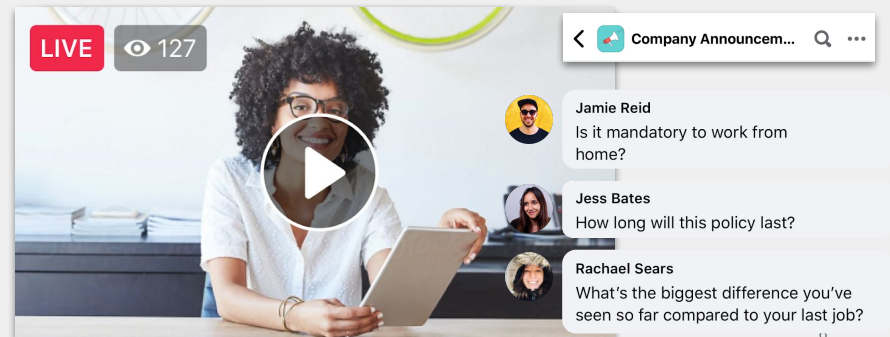 LIVE
127
Company Announcem...
Jamie Reid
Is it mandatory to work from
home?
Jess Bates
How long will this policy last?
Rachael Sears
What's the biggest difference you've
seen so far compared to your last job?